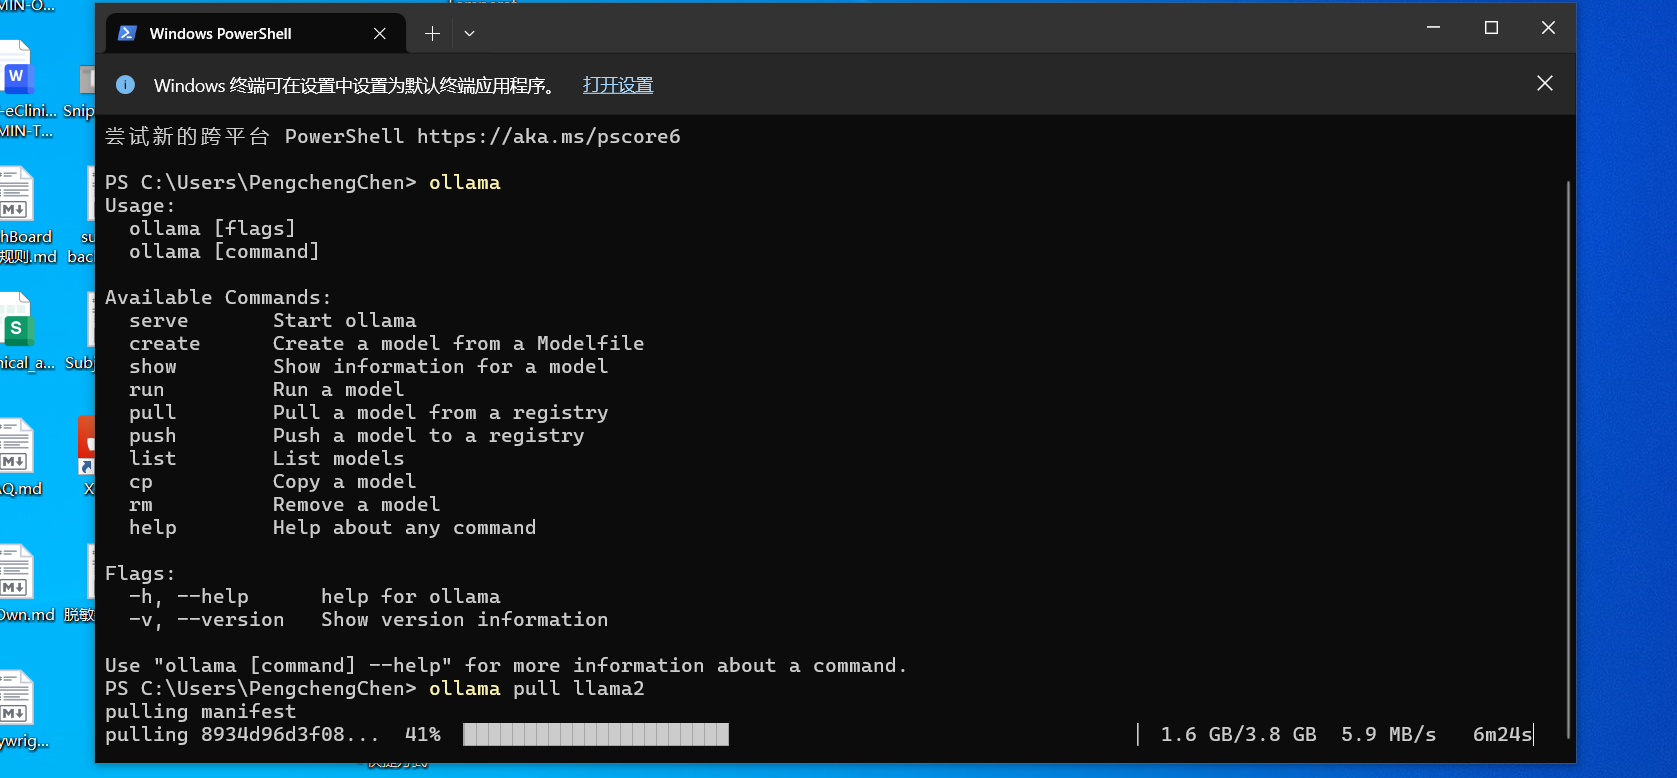 MIN-O...
Windows PowerShell
Windows 终端可在设置中设置为默认终端应用程序。 打开设置
W
-eClini... Snip
MIN-T...
尝试新的跨平台 PowerShell https://aka.ms/pscore6
PS C:\Users\PengchengChen> ollama
Usage:
ollama [flags]
ollama [command]
M↓
hBoard su
规则.md bac
Available Commands:
serve Start ollama
create Create a model from a Modelfile
show Show information for a model
run Run a model
pull Pull a model from a registry
push Push a model to a registry
list List models
cp Copy a model
rm Remove a model
help Help about any command
S
nical_a... Subj
M↓
AQ.md X
Flags:
-h, --help help for ollama
-v, --version Show version information
M↓
Own.md 脱敏
Use "ollama [command] --help" for more information about a command.
PS C:\Users\PengchengChen> ollama pull llama2
pulling manifest
pulling 8934d96d3f08... 41% 1.6 GB/3.8 GB 5.9 MB/s 6m24s
M↓
ywrig...